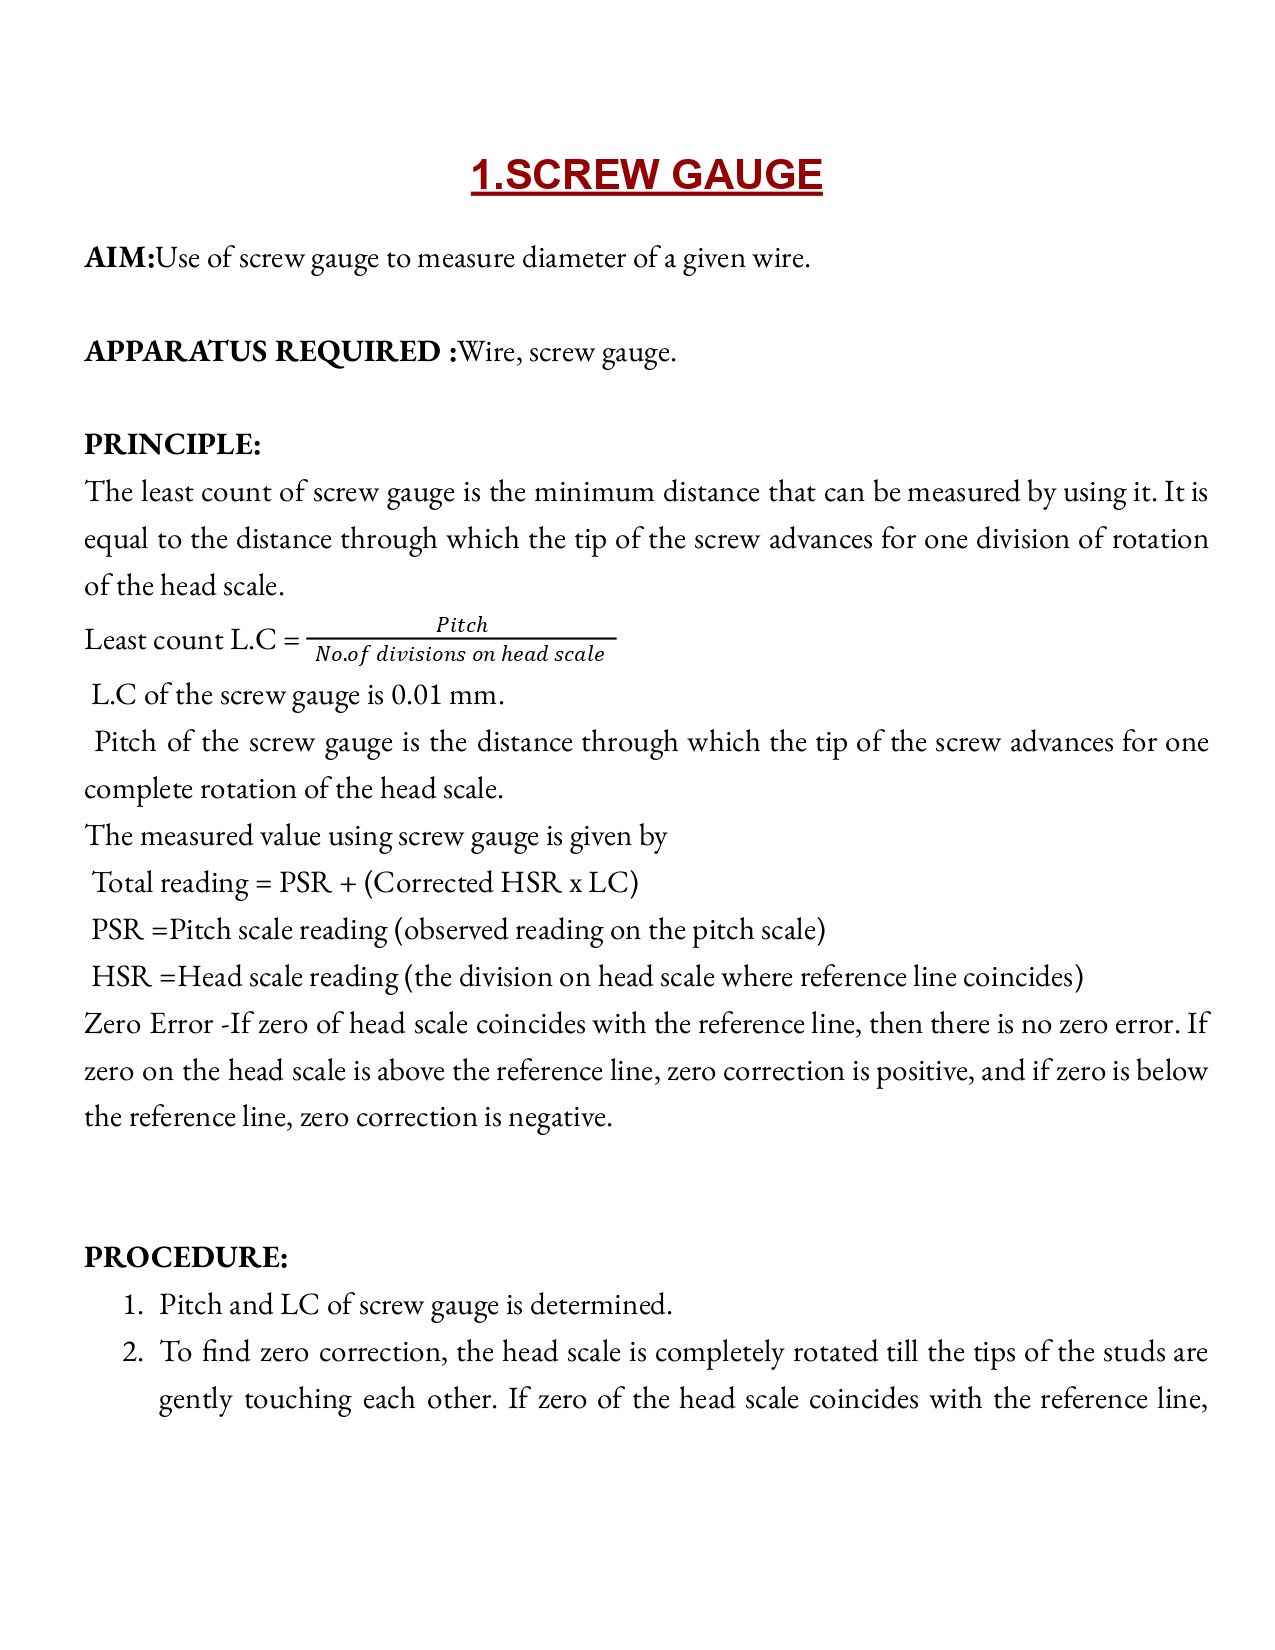 1.SCREW GAUGE
AIM:Use of screw gauge to measure diameter of a given wire.
APPARATUS REQUIRED :Wire, screw gauge.
PRINCIPLE:
The least count of screw gauge is the minimum distance that can be measured by using it. It is
equal to the distance through which the tip of the screw advances for one division of rotation
of the head scale.
Least count L.C = Pitch / No.of divisions on head scale
L.C of the screw gauge is 0.01 mm.
Pitch of the screw gauge is the distance through which the tip of the screw advances for one
complete rotation of the head scale.
The measured value using screw gauge is given by
Total reading = PSR + (Corrected HSR x LC)
PSR =Pitch scale reading (observed reading on the pitch scale)
HSR =Head scale reading (the division on head scale where reference line coincides)
Zero Error -If zero of head scale coincides with the reference line, then there is no zero error. If
zero on the head scale is above the reference line, zero correction is positive, and if zero is below
the reference line, zero correction is negative.
PROCEDURE:
1. Pitch and LC of screw gauge is determined.
2. To find zero correction, the head scale is completely rotated till the tips of the studs are
gently touching each other. If zero of the head scale coincides with the reference line,